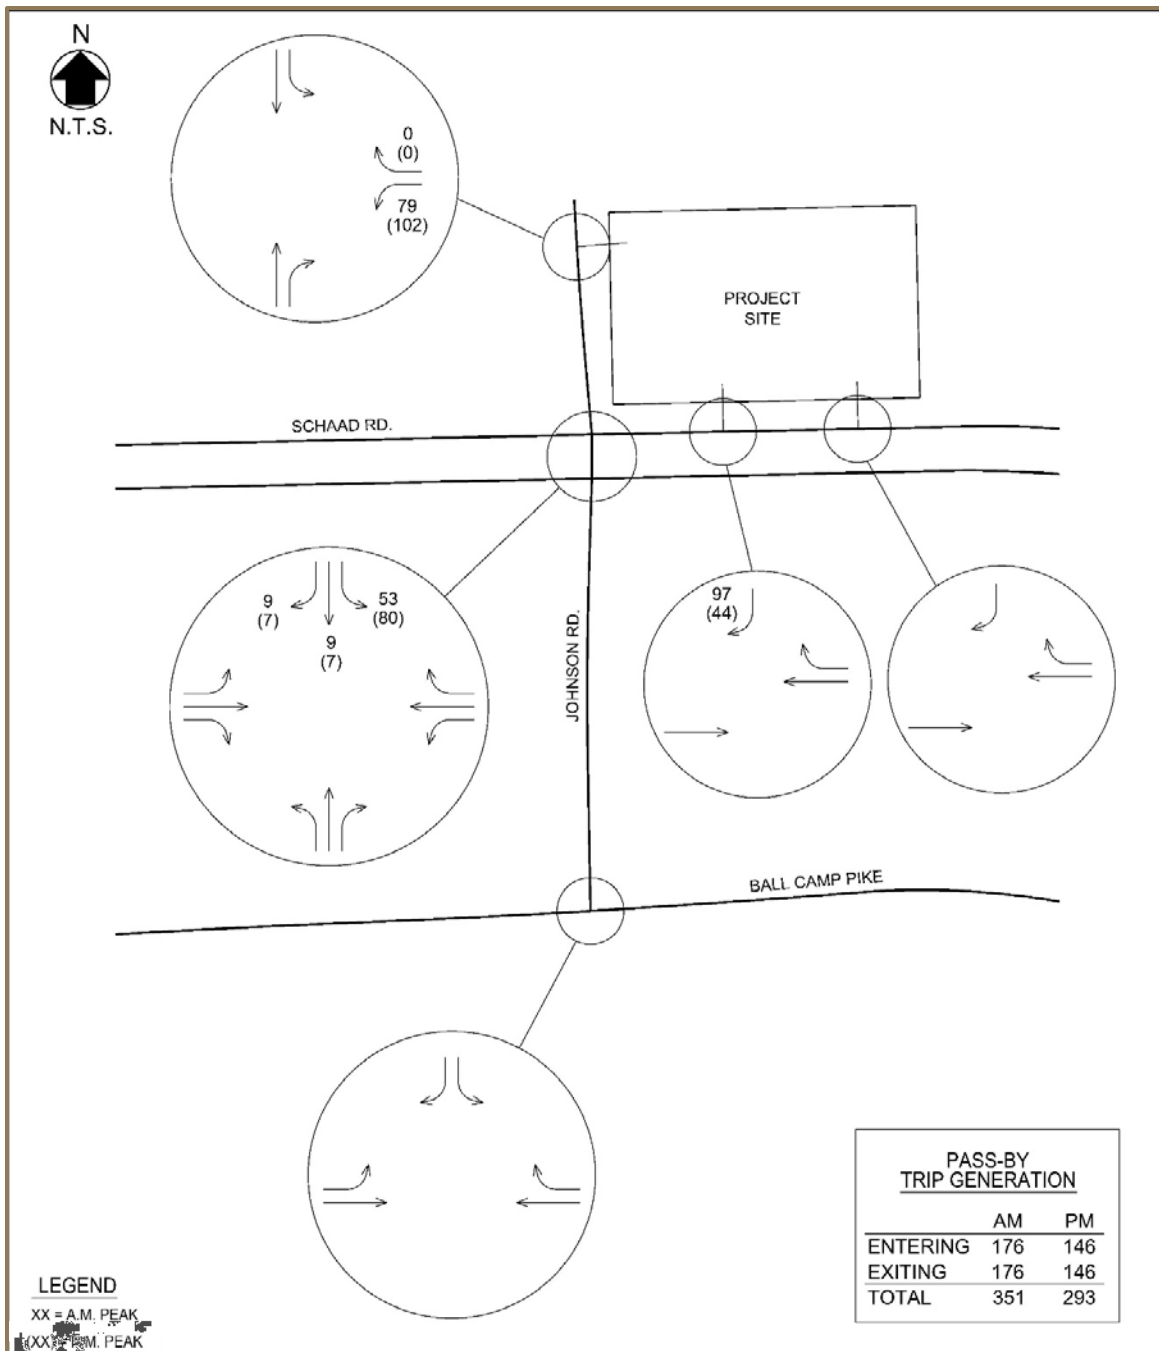 N
N.T.S.
0
(0)
79
(102)
PROJECT
SITE
SCHAAD RD.
9
(7)
53
(80)
9
(7)
97
(44)
JOHNSON RD.
BALL CAMP PIKE
PASS-BY
TRIP GENERATION
AM PM
ENTERING 176 146
EXITING 176 146
TOTAL 351 293
LEGEND
XX = A.M. PEAK
(XX) = P.M. PEAK